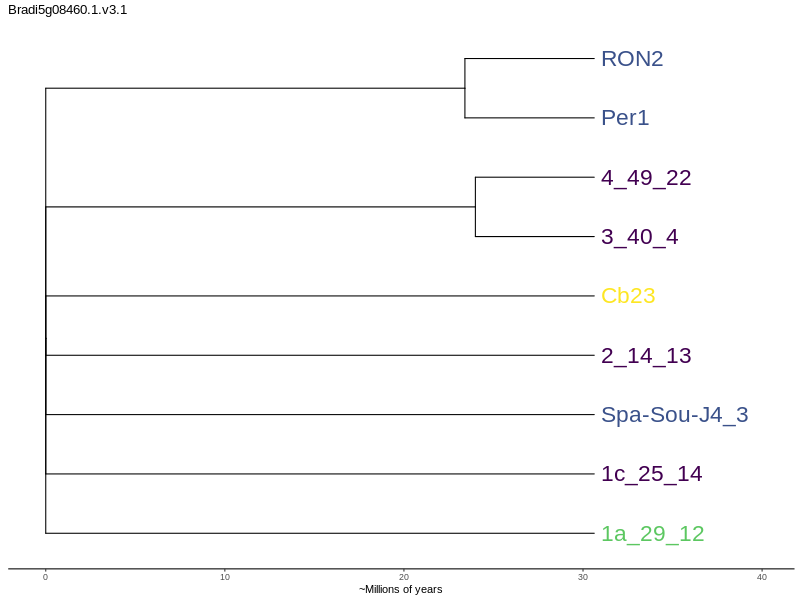 Bradi5g08460.1.v3.1
RON2
Per1
4_49_22
3_40_4
Cb23
2_14_13
Spa-Sou-J4_3
1c_25_14
1a_29_12
0 10 20 30 40
~Millions of years